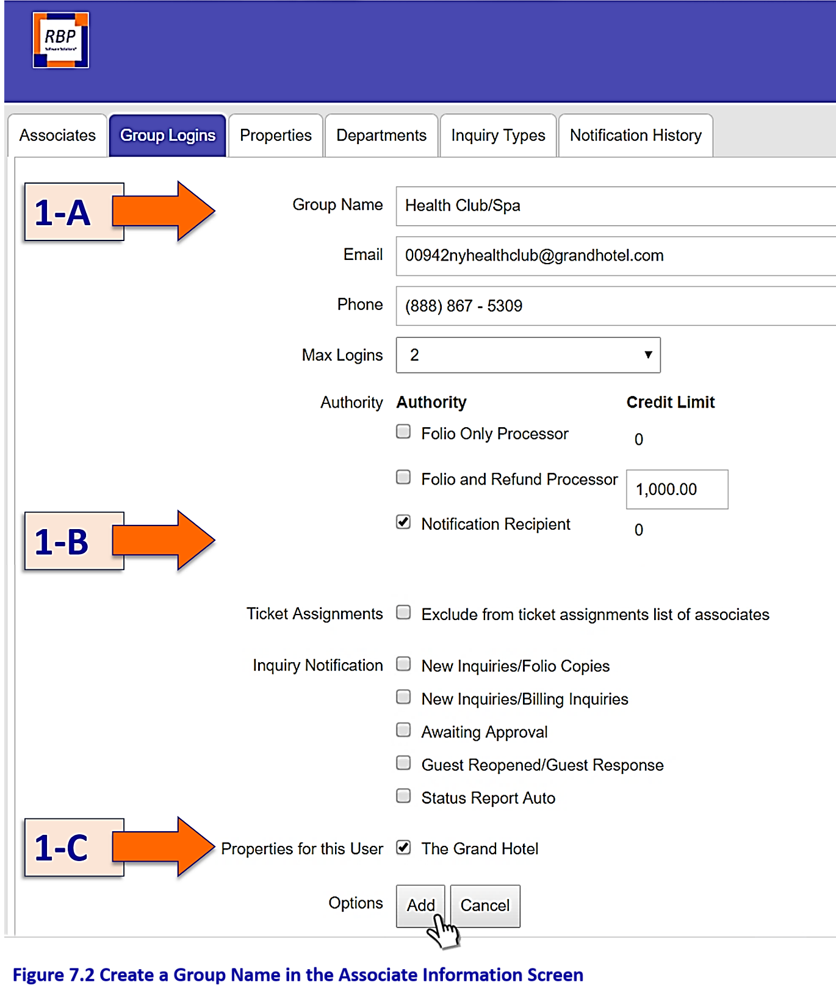 RBP
Software Solutions
Associates
Group Logins
Properties
Departments
Inquiry Types
Notification History
1-A
Group Name
Health Club/Spa
Email
00942nyhealthclub@grandhotel.com
Phone
(888) 867 - 5309
Max Logins
2
Authority
Authority
Credit Limit
Folio Only Processor
0
Folio and Refund Processor
1,000.00
1-B
Notification Recipient
0
Ticket Assignments
Exclude from ticket assignments list of associates
Inquiry Notification
New Inquiries/Folio Copies
New Inquiries/Billing Inquiries
Awaiting Approval
Guest Reopened/Guest Response
Status Report Auto
1-C
Properties for this User
The Grand Hotel
Options
Add
Cancel
Figure 7.2 Create a Group Name in the Associate Information Screen